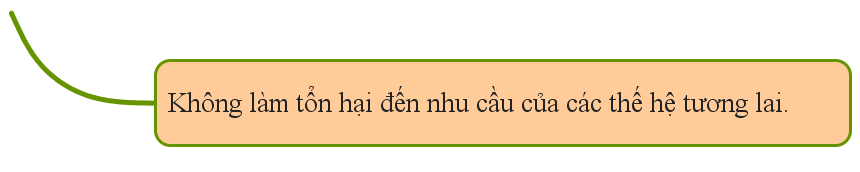 Không làm tổn hại đến nhu cầu của các thế hệ tương lai.